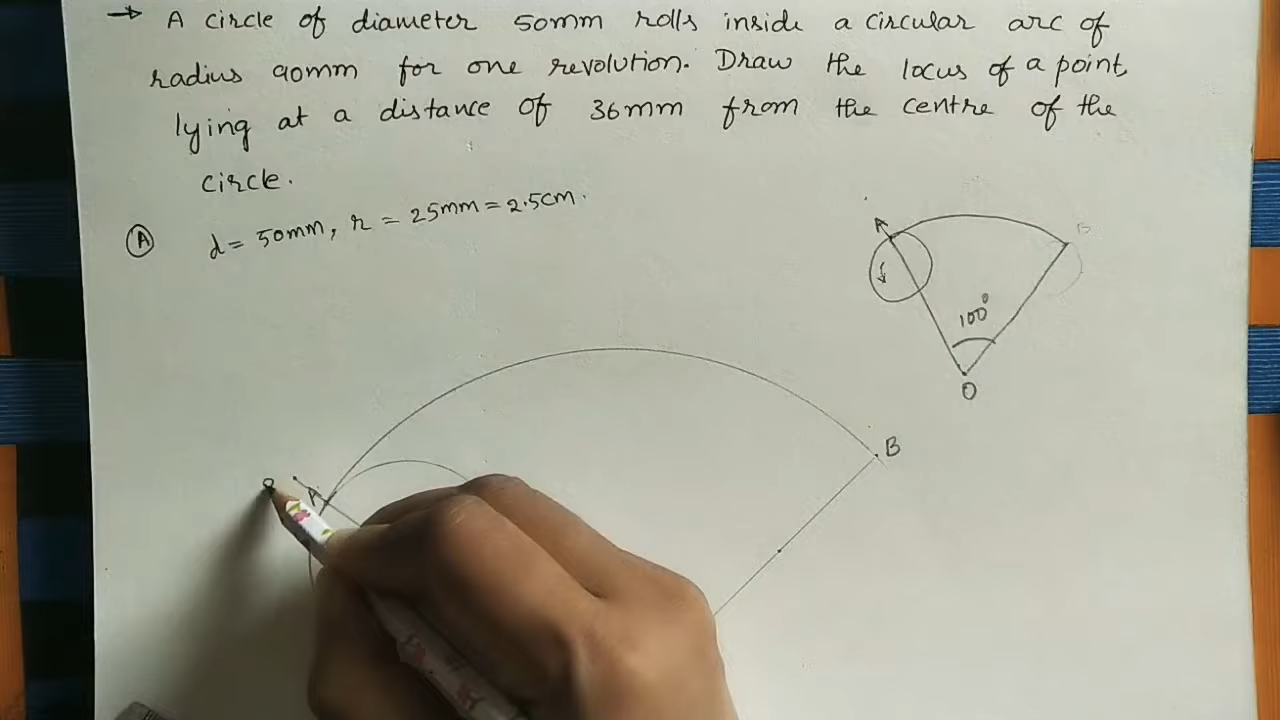 → A circle of diameter 50mm rolls inside a circular arc of
radius 90mm for one revolution. Draw the locus of a point,
lying at a distance of 36mm from the centre of the
circle.
A d = 50mm, r = 25mm = 2.5cm.
A B
100°
O
B
A